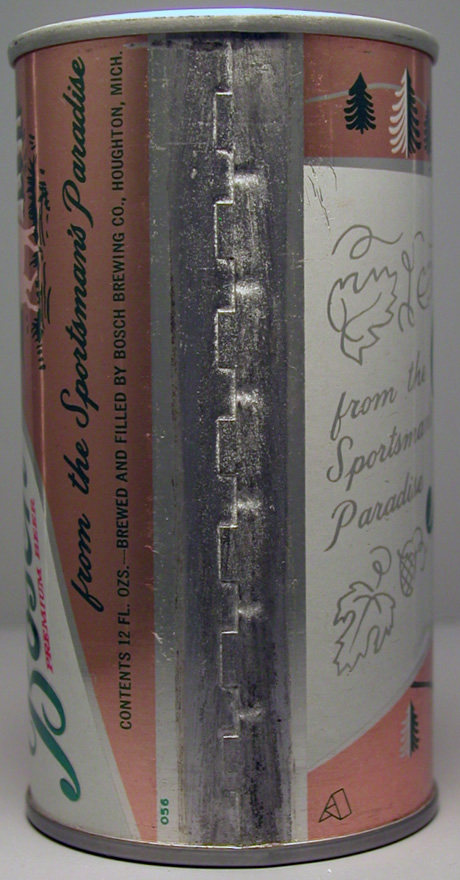 Bosch
PREMIUM BEER
from the Sportsman's Paradise
CONTENTS 12 FL. OZS.—BREWED AND FILLED BY BOSCH BREWING CO., HOUGHTON, MICH.
056
from the
Sportsman
Paradise